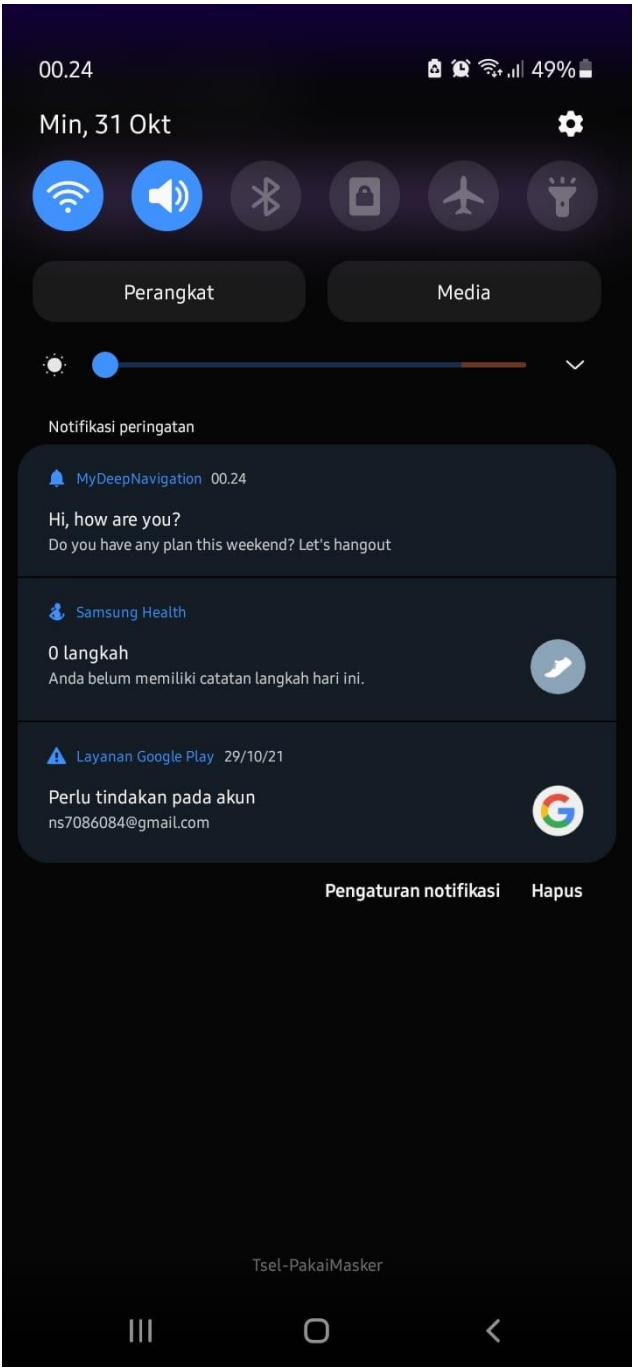 00.24 49%
Min, 31 Okt
Perangkat Media
Notifikasi peringatan
MyDeepNavigation 00.24
Hi, how are you?
Do you have any plan this weekend? Let's hangout
Samsung Health
0 langkah
Anda belum memiliki catatan langkah hari ini.
Layanan Google Play 29/10/21
Perlu tindakan pada akun
ns7086084@gmail.com
Pengaturan notifikasi Hapus
Tsel-PakaiMasker